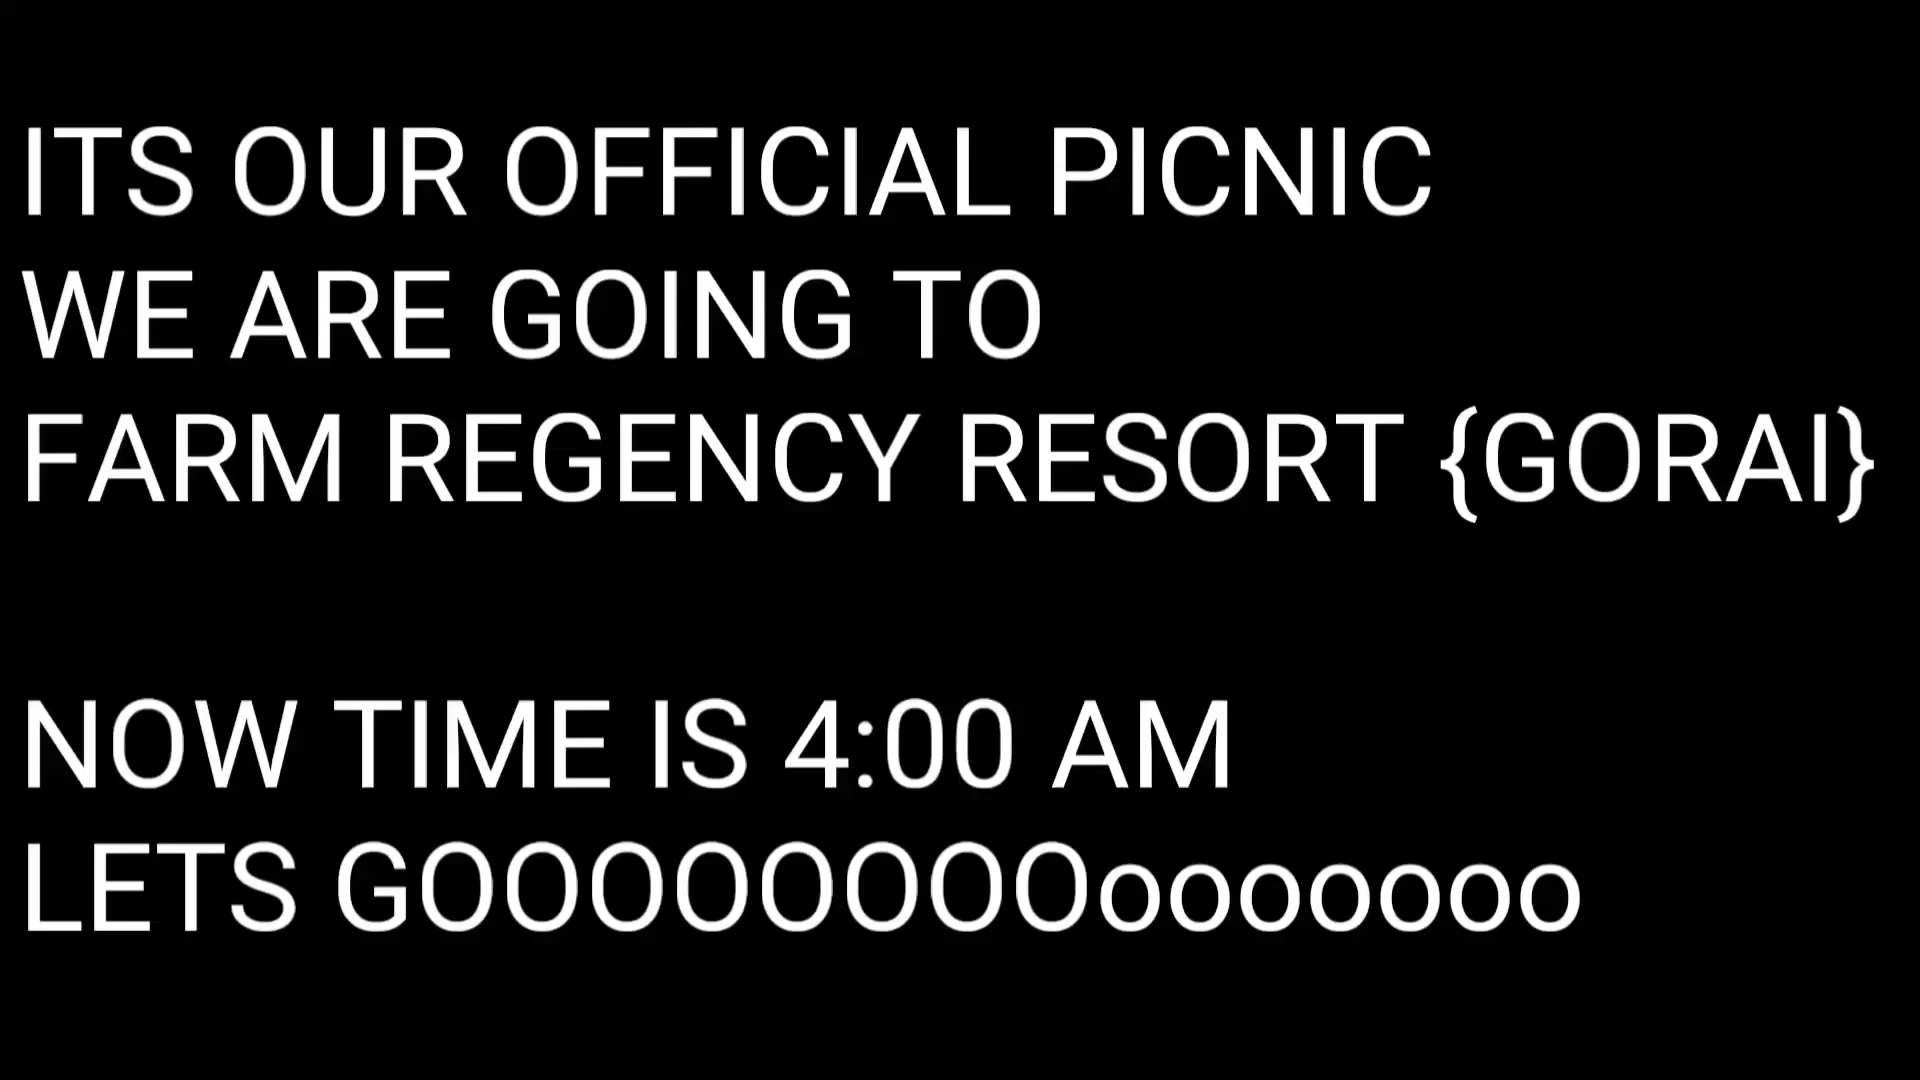 ITS OUR OFFICIAL PICNIC
WE ARE GOING TO
FARM REGENCY RESORT {GORAI}
NOW TIME IS 4:00 AM
LETS GOOOOOOOOooooooo